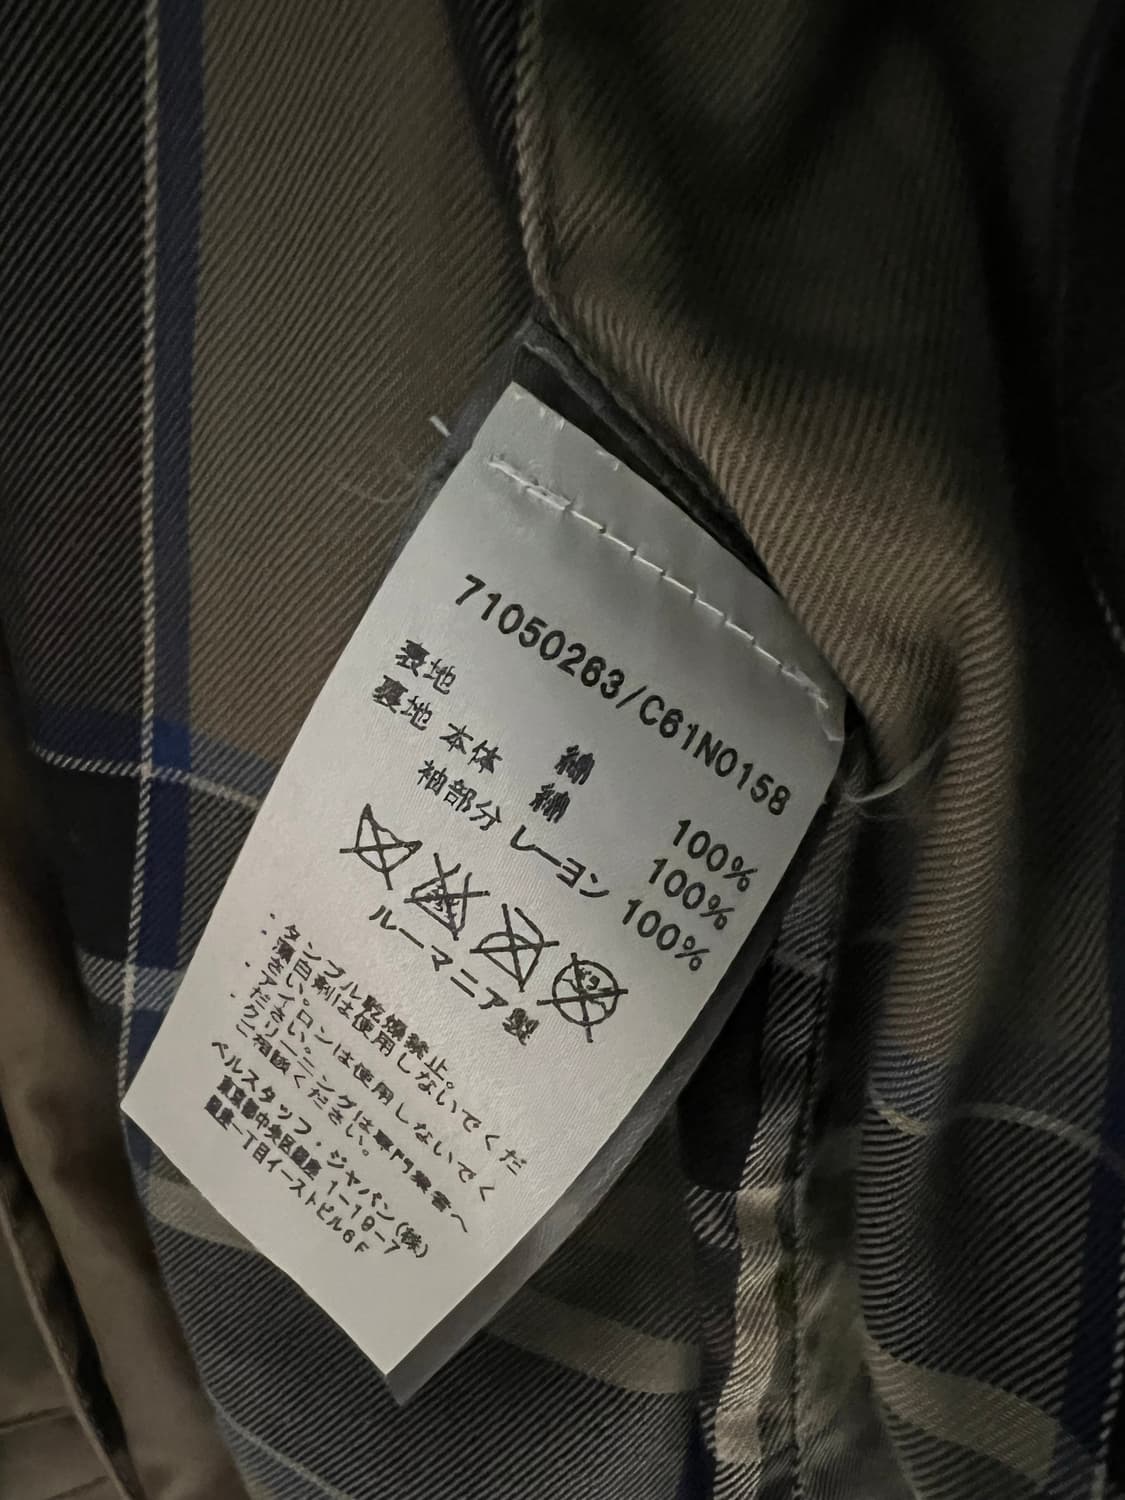 71050263/C61N0158
表地 綿 100%
裏地 本体 綿 100%
袖部分 レーヨン 100%
ルーマニア製
・タンブル乾燥禁止。
・漂白剤は使用しないでくだ
さい。
・アイロンは使用しないでく
ださい。
・クリーニングは専門業者へ
ご相談ください。
ベルスタッフ・ジャパン(株)
東京都中央区銀座 1-19-7
銀座一丁目イーストビル6F